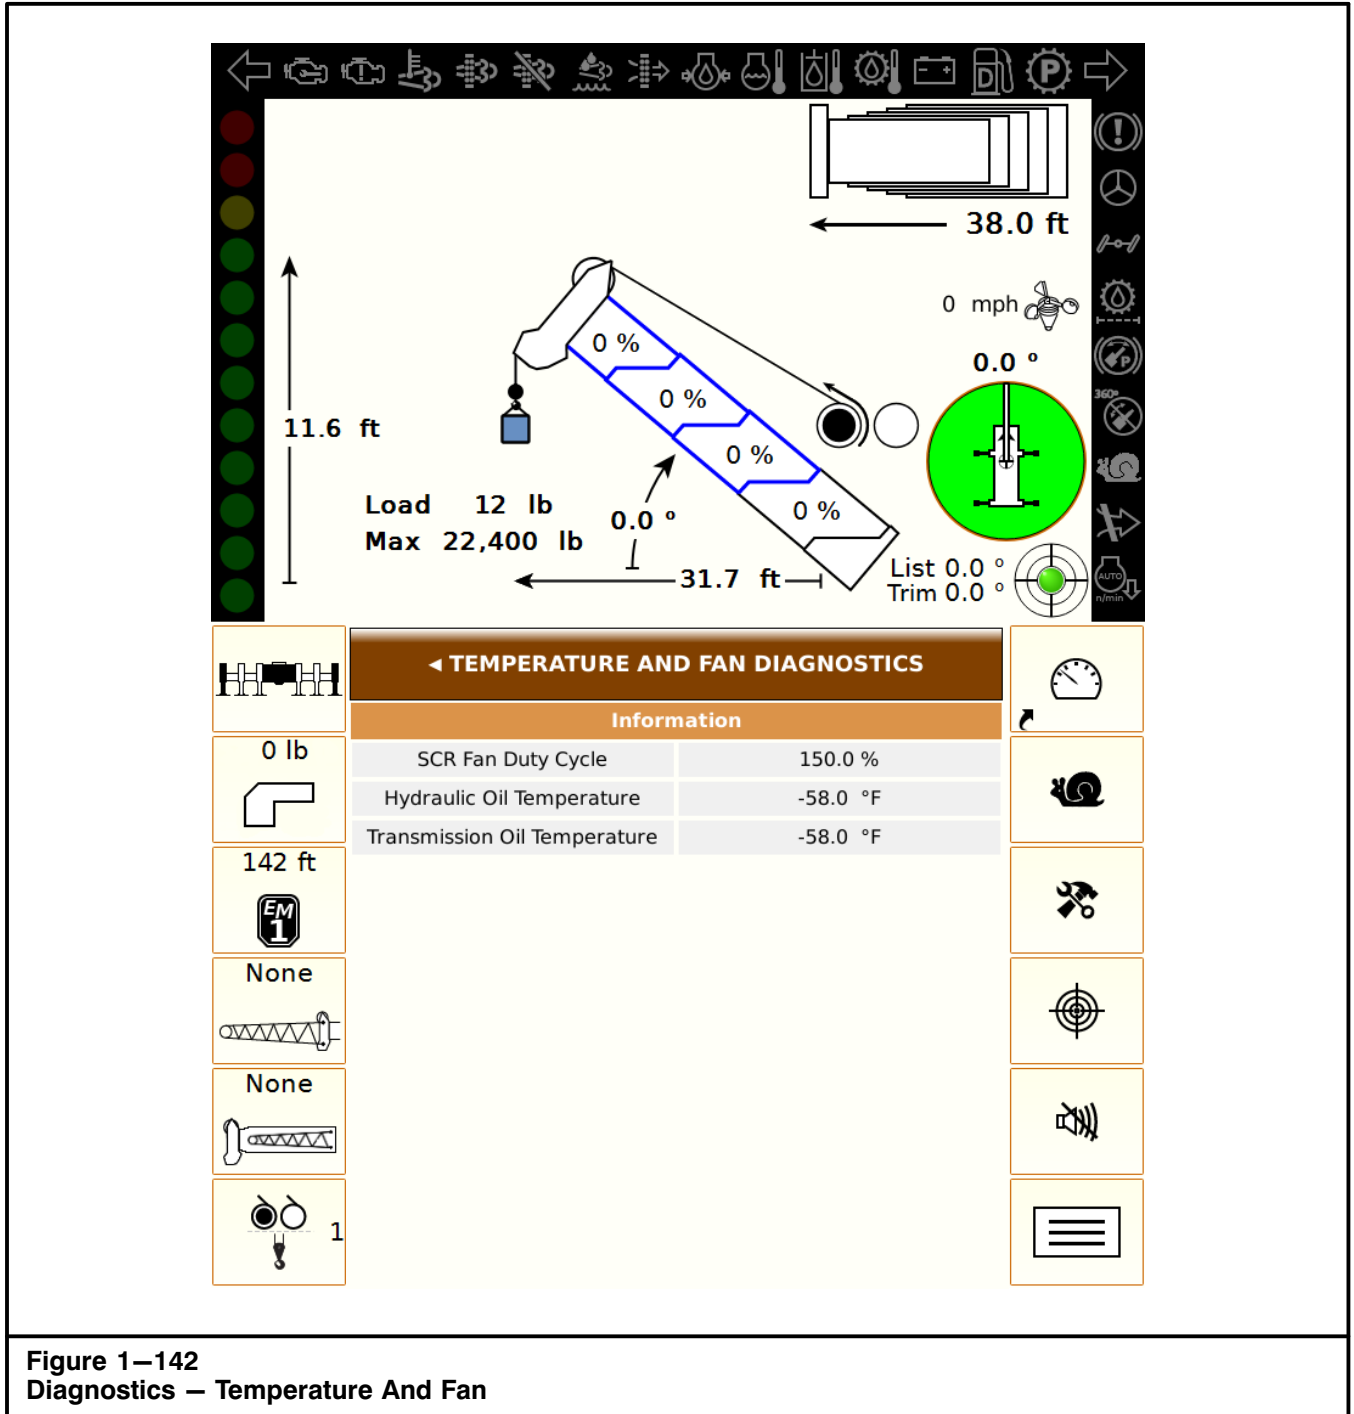 D
P
38.0 ft
0 mph
P
0.0 º
360º
0 %
0 %
11.6 ft
0 %
Load 12 lb
0.0 º
0 %
Max 22,400 lb
31.7 ft
List 0.0 º
Trim 0.0 º
AUTO
n/min
◂ TEMPERATURE AND FAN DIAGNOSTICS
Information
0 lb
SCR Fan Duty Cycle 150.0 %
Hydraulic Oil Temperature -58.0 °F
Transmission Oil Temperature -58.0 °F
142 ft
EM
1
None
None
1
Figure 1—142
Diagnostics — Temperature And Fan